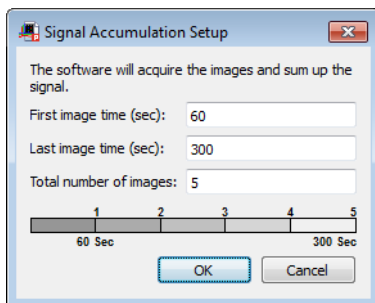 Signal Accumulation Setup
The software will acquire the images and sum up the
signal.
First image time (sec): 60
Last image time (sec): 300
Total number of images: 5
1 2 3 4 5
60 Sec 300 Sec
OK Cancel